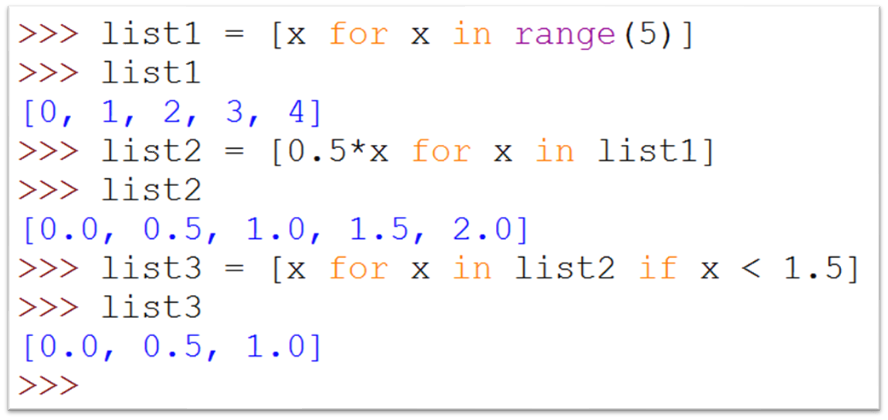 >>> list1 = [x for x in range(5)]
>>> list1
[0, 1, 2, 3, 4]
>>> list2 = [0.5*x for x in list1]
>>> list2
[0.0, 0.5, 1.0, 1.5, 2.0]
>>> list3 = [x for x in list2 if x < 1.5]
>>> list3
[0.0, 0.5, 1.0]
>>>